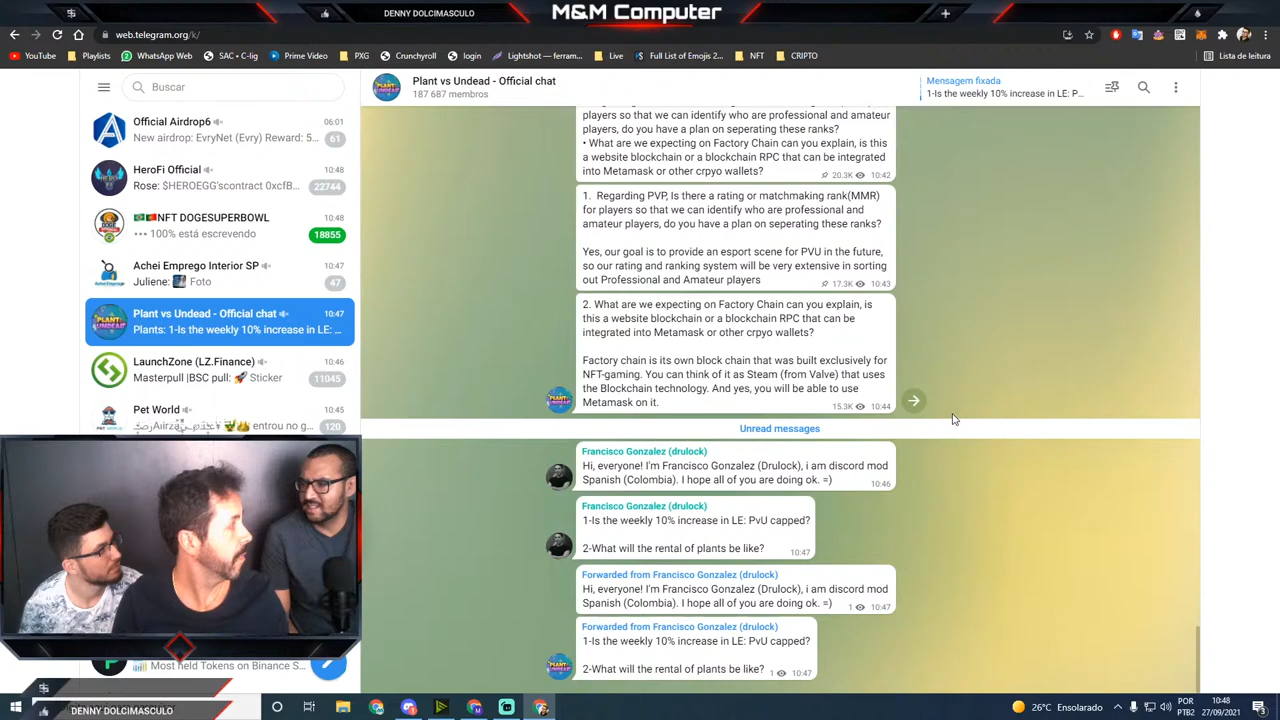 DENNY DOLCIMASCULO
M&M Computer
web.telegram.org/k/
YouTube
Playlists
WhatsApp Web
SAC • C-lig
Prime Video
PXG
Crunchyroll
login
Lightshot — ferram...
Live
Full List of Emojis 2...
NFT
CRIPTO
Lista de leitura
Buscar
Official Airdrop6
06:01
New airdrop: EvryNet (Evry) Reward: 5...
61
HeroFi Official
10:48
Rose: $HEROEGG'scontract 0xcfB...
22744
NFT DOGESUPERBOWL
10:48
••• 100% está escrevendo
18855
Achei Emprego Interior SP
10:47
Juliene: Foto
47
Plant vs Undead - Official chat
10:47
Plants: 1-Is the weekly 10% increase in LE: ...
LaunchZone (LZ.Finance)
10:46
Masterpull |BSC pull: 🚀 Sticker
11045
Pet World
10:45
entrou no g...
120
Most held Tokens on Binance S...
Plant vs Undead - Official chat
187 687 membros
Mensagem fixada
1-Is the weekly 10% increase in LE: P...
players so that we can identify who are professional and amateur
players, do you have a plan on seperating these ranks?
• What are we expecting on Factory Chain can you explain, is this
a website blockchain or a blockchain RPC that can be integrated
into Metamask or other crpyo wallets?
20.3K 10:42
1. Regarding PVP, Is there a rating or matchmaking rank(MMR)
for players so that we can identify who are professional and
amateur players, do you have a plan on seperating these ranks?
Yes, our goal is to provide an esport scene for PVU in the future,
so our rating and ranking system will be very extensive in sorting
out Professional and Amateur players
17.3K 10:43
2. What are we expecting on Factory Chain can you explain, is
this a website blockchain or a blockchain RPC that can be
integrated into Metamask or other crpyo wallets?
Factory chain is its own block chain that was built exclusively for
NFT-gaming. You can think of it as Steam (from Valve) that uses
the Blockchain technology. And yes, you will be able to use
Metamask on it.
15.3K 10:44
Unread messages
Francisco Gonzalez (drulock)
Hi, everyone! I'm Francisco Gonzalez (Drulock), i am discord mod
Spanish (Colombia). I hope all of you are doing ok. =)
10:46
Francisco Gonzalez (drulock)
1-Is the weekly 10% increase in LE: PvU capped?
2-What will the rental of plants be like?
10:47
Forwarded from Francisco Gonzalez (drulock)
Hi, everyone! I'm Francisco Gonzalez (Drulock), i am discord mod
Spanish (Colombia). I hope all of you are doing ok. =)
1 10:47
Forwarded from Francisco Gonzalez (drulock)
1-Is the weekly 10% increase in LE: PvU capped?
2-What will the rental of plants be like?
1 10:47
DENNY DOLCIMASCULO
26°C Ensolarado
POR
PTB2
10:48
27/09/2021